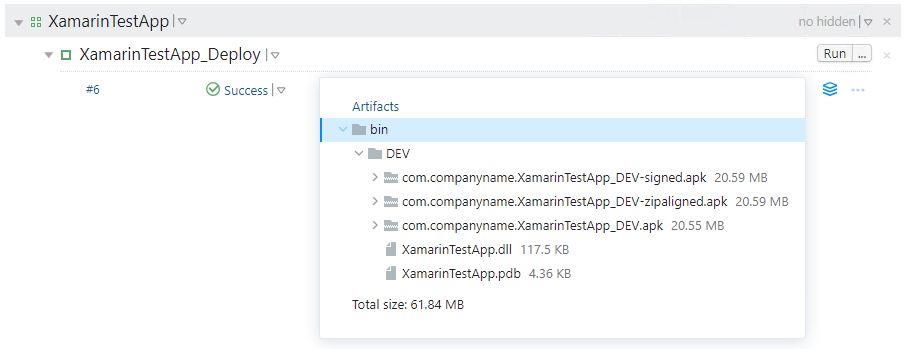 XamarinTestApp no hidden
XamarinTestApp_Deploy Run ...
#6 Success
Artifacts
bin
DEV
com.companyname.XamarinTestApp_DEV-signed.apk 20.59 MB
com.companyname.XamarinTestApp_DEV-zipaligned.apk 20.59 MB
com.companyname.XamarinTestApp_DEV.apk 20.55 MB
XamarinTestApp.dll 117.5 KB
XamarinTestApp.pdb 4.36 KB
Total size: 61.84 MB